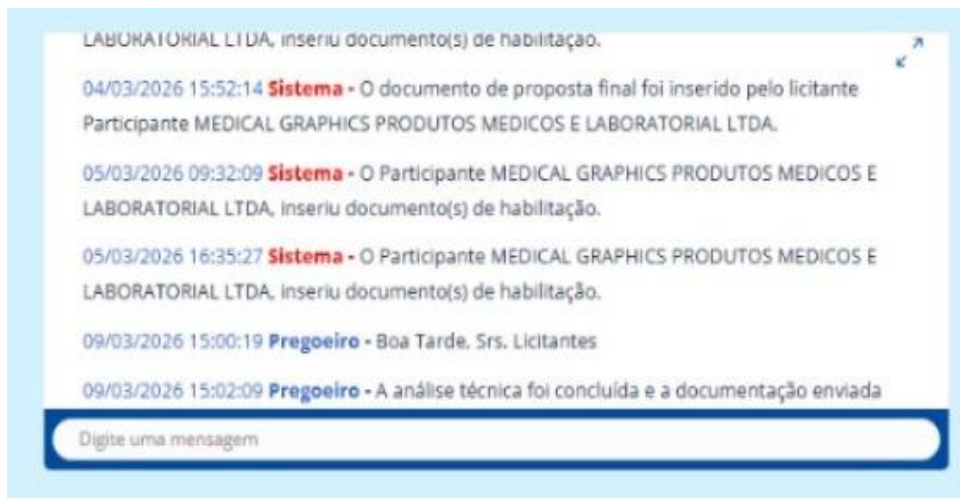 LABORATORIAL LTDA, inseriu documento(s) de habilitação.
04/03/2026 15:52:14 Sistema - O documento de proposta final foi inserido pelo licitante
Participante MEDICAL GRAPHICS PRODUTOS MEDICOS E LABORATORIAL LTDA.
05/03/2026 09:32:09 Sistema - O Participante MEDICAL GRAPHICS PRODUTOS MEDICOS E
LABORATORIAL LTDA, inseriu documento(s) de habilitação.
05/03/2026 16:35:27 Sistema - O Participante MEDICAL GRAPHICS PRODUTOS MEDICOS E
LABORATORIAL LTDA, inseriu documento(s) de habilitação.
09/03/2026 15:00:19 Pregoeiro - Boa Tarde, Srs. Licitantes
09/03/2026 15:02:09 Pregoeiro - A análise técnica foi concluída e a documentação enviada
Digite uma mensagem